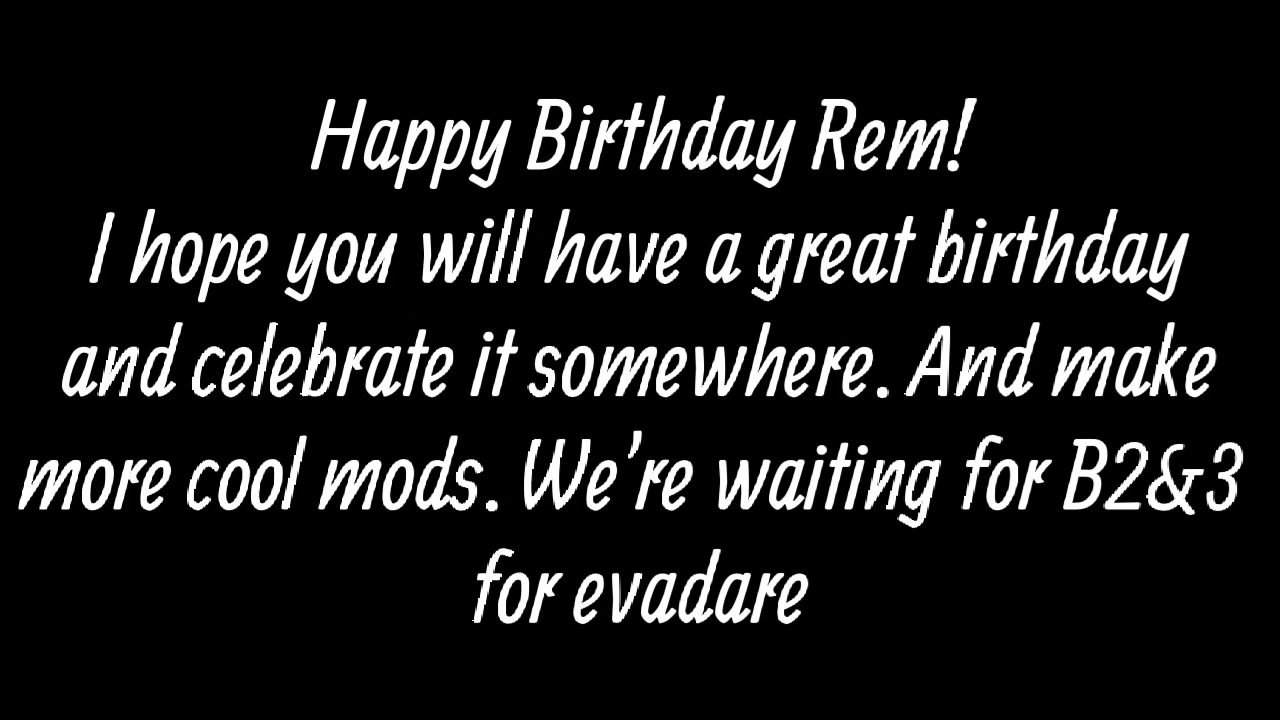 Happy Birthday Rem!
I hope you will have a great birthday
and celebrate it somewhere. And make
more cool mods. We're waiting for B2&3
for evadare